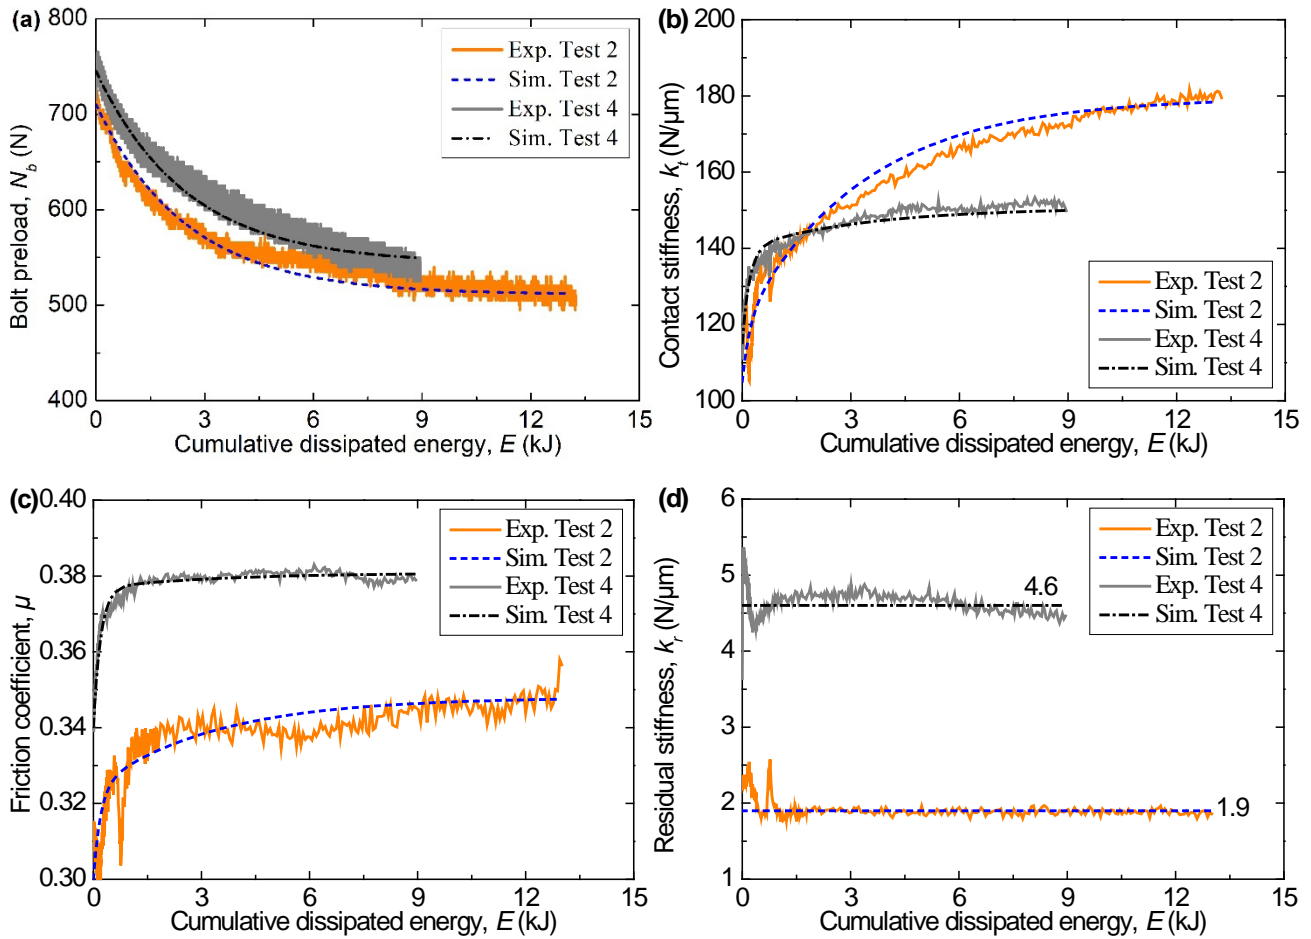 (a)
800
700
600
500
400
Bolt preload, N_b (N)
Exp. Test 2
Sim. Test 2
Exp. Test 4
Sim. Test 4
0 3 6 9 12 15
Cumulative dissipated energy, E (kJ)
(b)
200
180
160
140
120
100
Contact stiffness, k_t (N/µm)
Exp. Test 2
Sim. Test 2
Exp. Test 4
Sim. Test 4
0 3 6 9 12 15
Cumulative dissipated energy, E (kJ)
(c)
0.40
0.38
0.36
0.34
0.32
0.30
Friction coefficient, µ
Exp. Test 2
Sim. Test 2
Exp. Test 4
Sim. Test 4
0 3 6 9 12 15
Cumulative dissipated energy, E (kJ)
(d)
6
5
4
3
2
1
Residual stiffness, k_r (N/µm)
Exp. Test 2
Sim. Test 2
Exp. Test 4
Sim. Test 4
4.6
1.9
0 3 6 9 12 15
Cumulative dissipated energy, E (kJ)